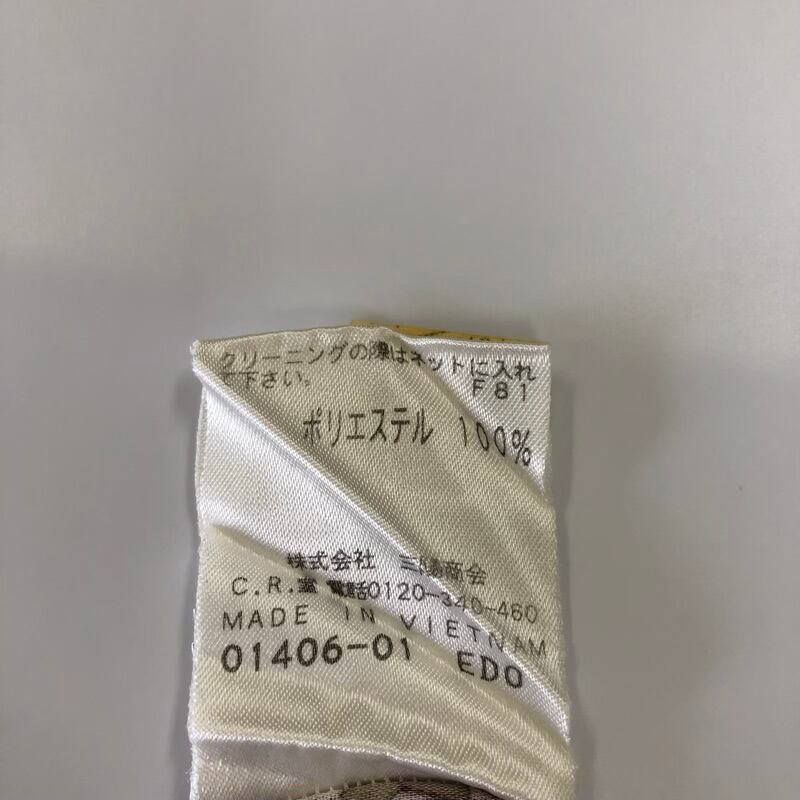 クリーニングの際はネットに入れ
て下さい。 F81
ポリエステル 100%
株式会社 三陽商会
C.R.室 電話0120-340-460
MADE IN VIETNAM
01406-01 EDO